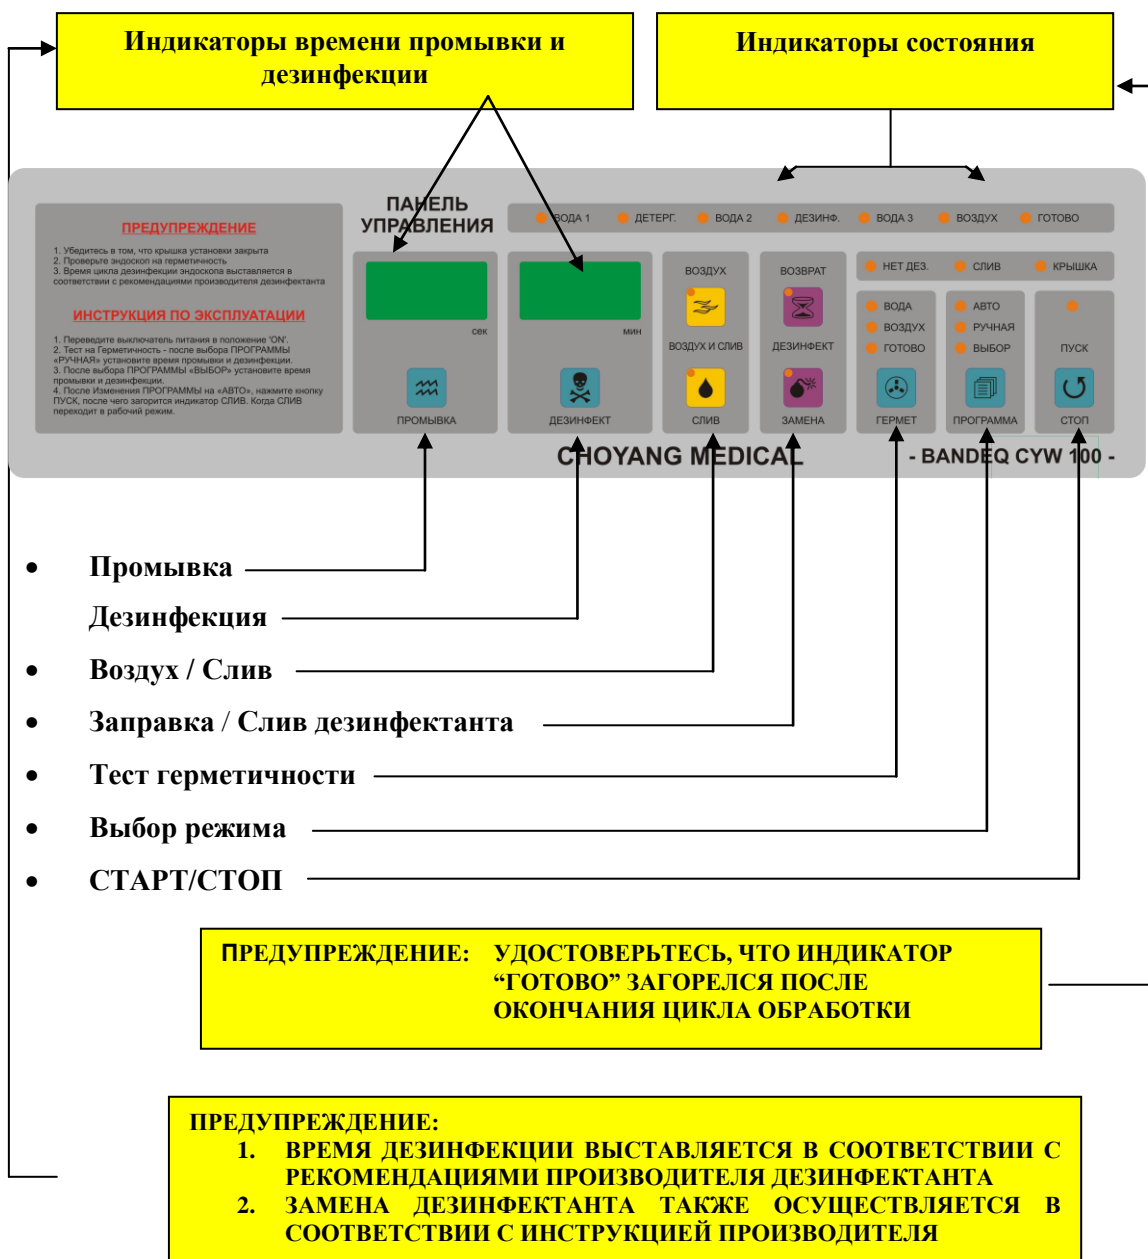 Индикаторы времени промывки и
дезинфекции
Индикаторы состояния
ПРЕДУПРЕЖДЕНИЕ
1. Убедитесь в том, что крышка установки закрыта
2. Проверьте эндоскоп на герметичность
3. Время цикла дезинфекции эндоскопа выставляется в
соответствии с рекомендациями производителя дезинфектанта
ИНСТРУКЦИЯ ПО ЭКСПЛУАТАЦИИ
1. Переведите выключатель питания в положение 'ON'.
2. Тест на Герметичность - после выбора ПРОГРАММЫ
«РУЧНАЯ» установите время промывки и дезинфекции.
3. После выбора ПРОГРАММЫ «ВЫБОР» установите время
промывки и дезинфекции.
4. После Изменения ПРОГРАММЫ на «АВТО», нажмите кнопку
ПУСК, после чего загорится индикатор СЛИВ. Когда СЛИВ
переходит в рабочий режим.
ПАНЕЛЬ
УПРАВЛЕНИЯ
ВОДА 1 ДЕТЕРГ. ВОДА 2 ДЕЗИНФ. ВОДА 3 ВОЗДУХ ГОТОВО
сек
ПРОМЫВКА
мин
ДЕЗИНФЕКТ
ВОЗДУХ
ВОЗДУХ И СЛИВ
СЛИВ
ВОЗВРАТ
ДЕЗИНФЕКТ
ЗАМЕНА
НЕТ ДЕЗ. СЛИВ КРЫШКА
ВОДА
ВОЗДУХ
ГОТОВО
ГЕРМЕТ
АВТО
РУЧНАЯ
ВЫБОР
ПРОГРАММА
ПУСК
СТОП
CHOYANG MEDICAL
- BANDEQ CYW 100 -
• Промывка
Дезинфекция
• Воздух / Слив
• Заправка / Слив дезинфектанта
• Тест герметичности
• Выбор режима
• СТАРТ/СТОП
ПРЕДУПРЕЖДЕНИЕ: УДОСТОВЕРЬТЕСЬ, ЧТО ИНДИКАТОР
“ГОТОВО” ЗАГОРЕЛСЯ ПОСЛЕ
ОКОНЧАНИЯ ЦИКЛА ОБРАБОТКИ
ПРЕДУПРЕЖДЕНИЕ:
1. ВРЕМЯ ДЕЗИНФЕКЦИИ ВЫСТАВЛЯЕТСЯ В СООТВЕТСТВИИ С
РЕКОМЕНДАЦИЯМИ ПРОИЗВОДИТЕЛЯ ДЕЗИНФЕКТАНТА
2. ЗАМЕНА ДЕЗИНФЕКТАНТА ТАКЖЕ ОСУЩЕСТВЛЯЕТСЯ В
СООТВЕТСТВИИ С ИНСТРУКЦИЕЙ ПРОИЗВОДИТЕЛЯ